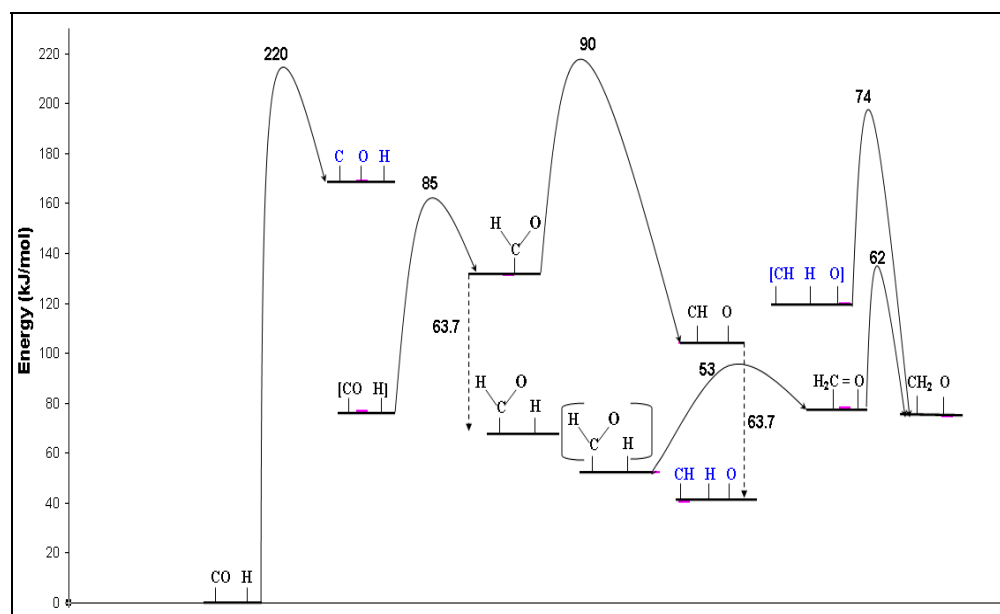 Energy (kJ/mol)
220
200
180
160
140
120
100
80
60
40
20
0
220
90
74
85
62
53
63.7
63.7
CO H
C O H
[CO H]
H O
C
H O
C H
H O
C H
CH O
CH H O
[CH H O]
H₂C = O
CH₂ O